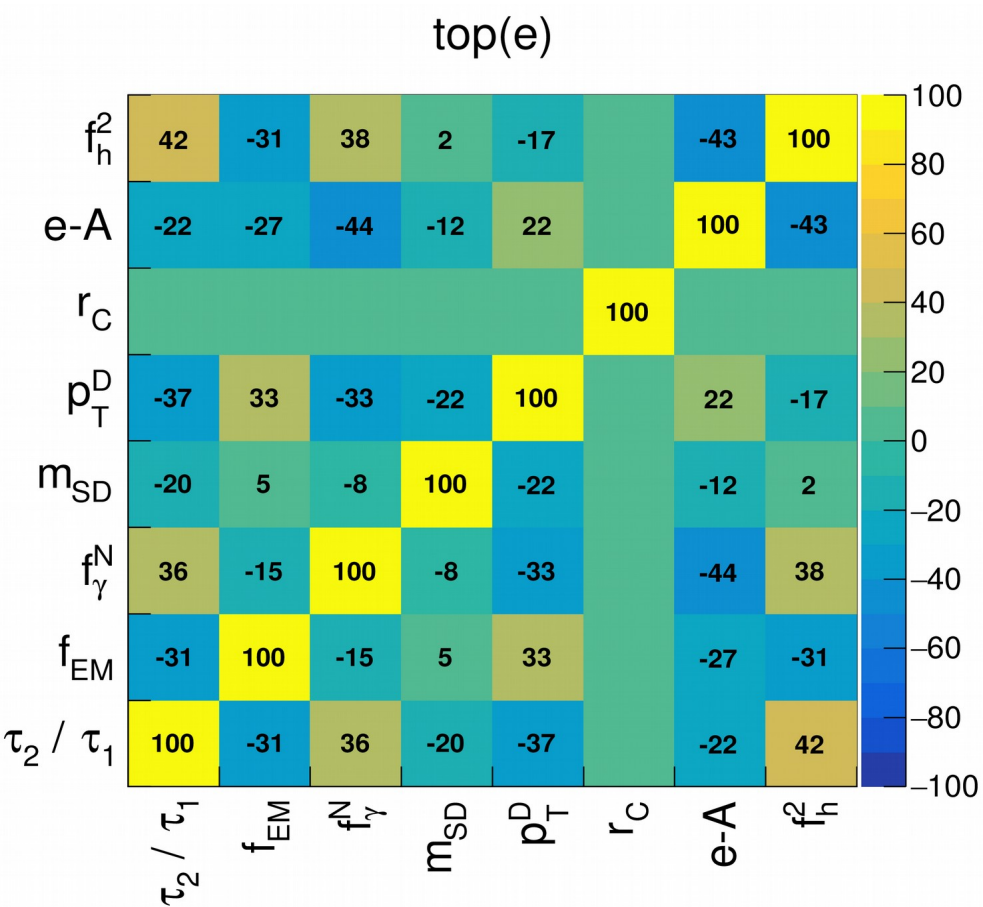 top(e)
f_h^2 42 -31 38 2 -17 -43 100
e-A -22 -27 -44 -12 22 100 -43
r_C 100
p_T^D -37 33 -33 -22 100 22 -17
m_SD -20 5 -8 100 -22 -12 2
f_γ^N 36 -15 100 -8 -33 -44 38
f_EM -31 100 -15 5 33 -27 -31
τ_2 / τ_1 100 -31 36 -20 -37 -22 42
τ_2 / τ_1 f_EM f_γ^N m_SD p_T^D r_C e-A f_h^2
100
80
60
40
20
0
−20
−40
−60
−80
−100